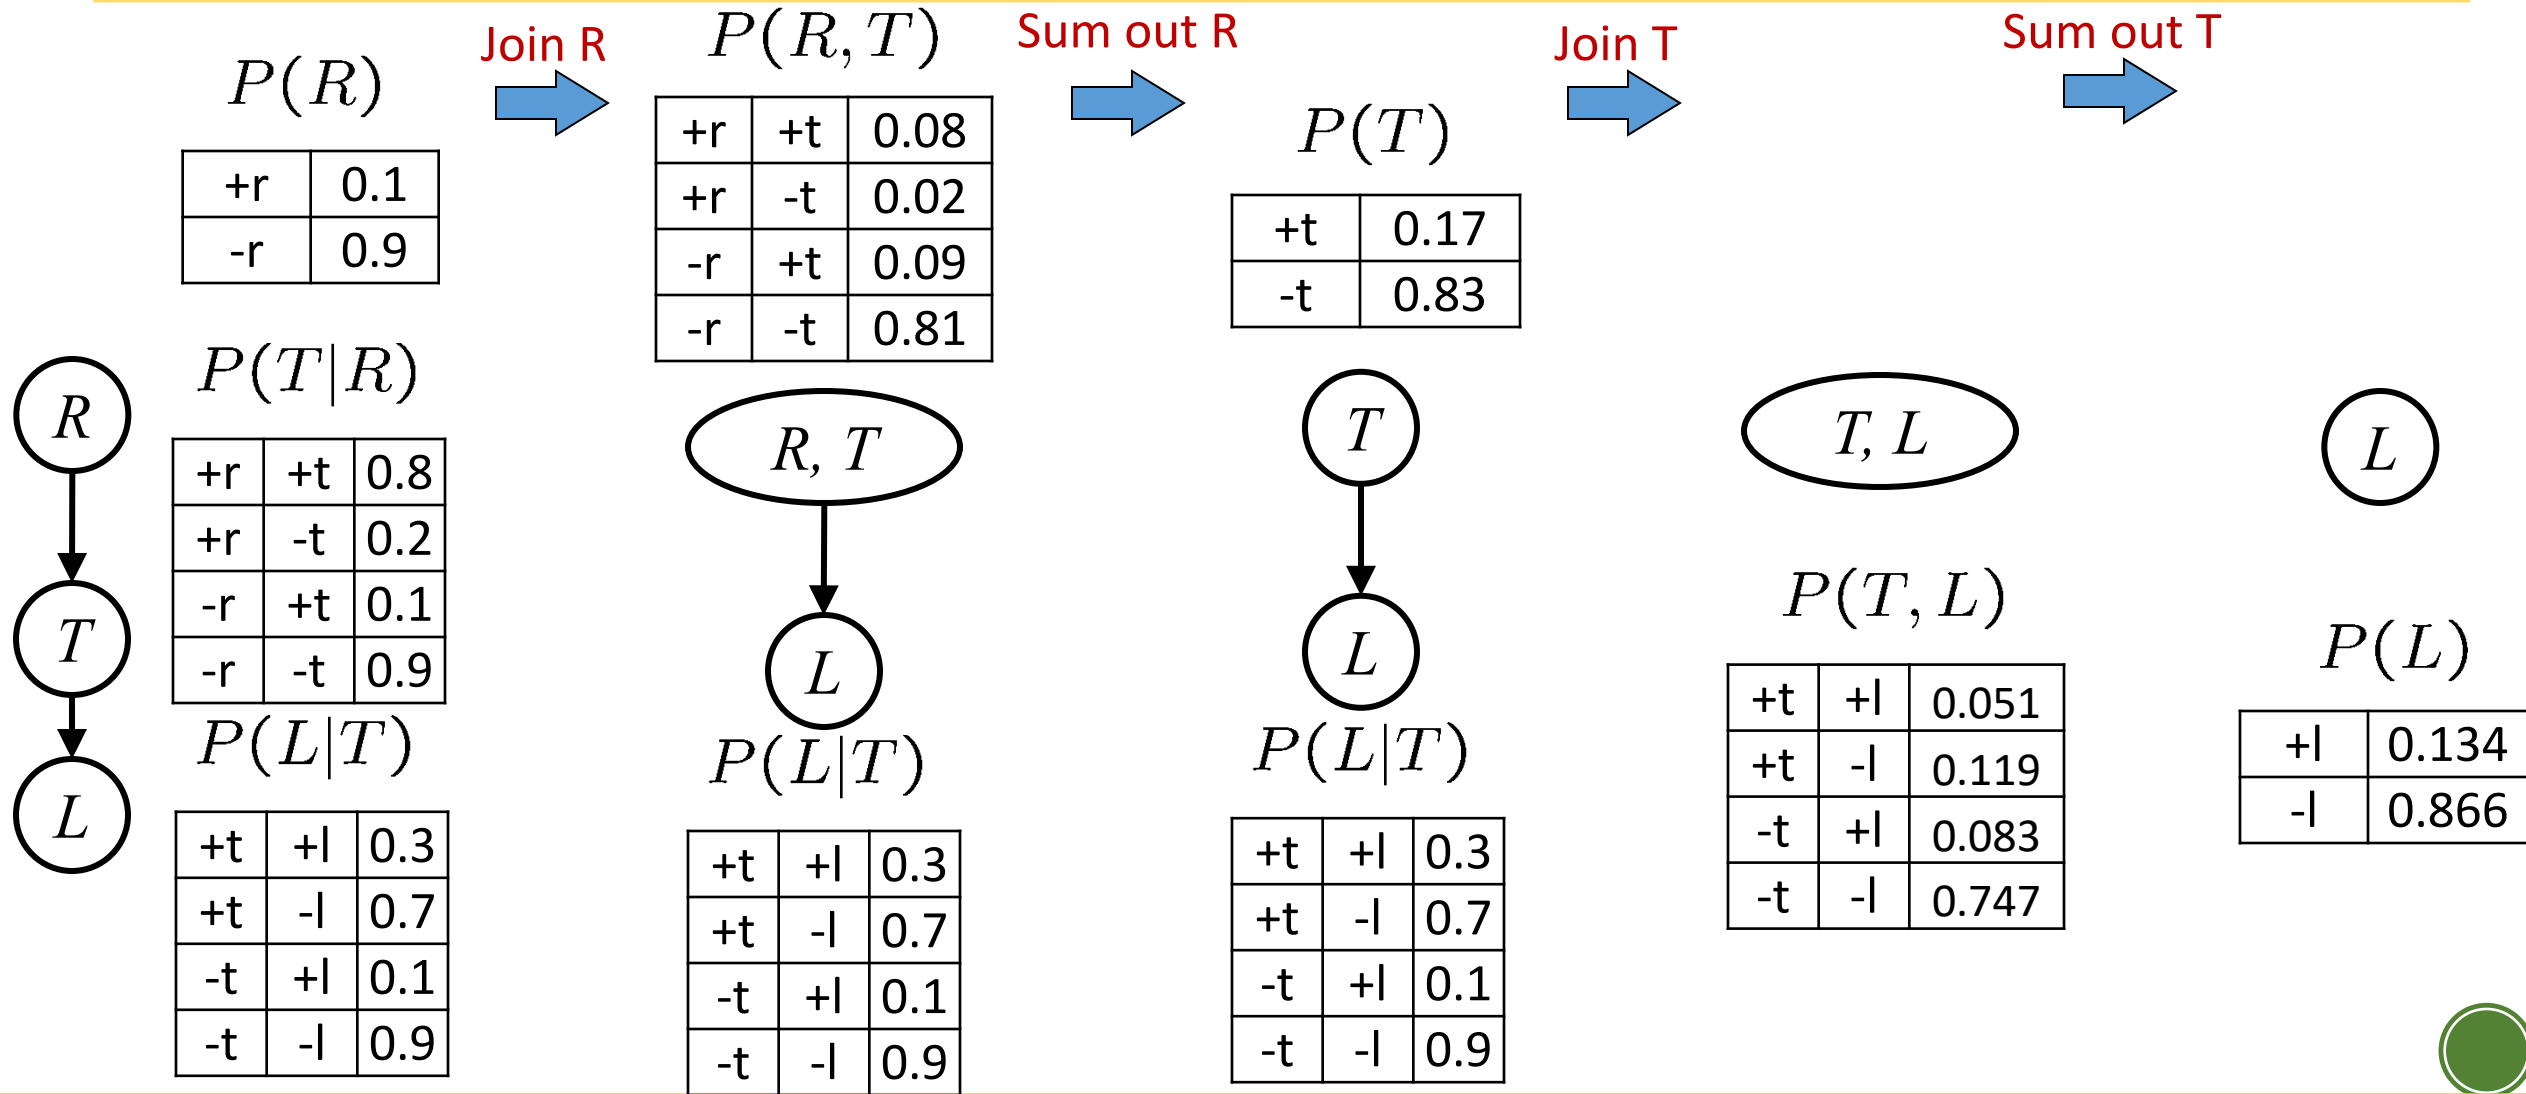 Join R
Sum out R
Join T
Sum out T
P(R)
+r 0.1
-r 0.9
P(T|R)
+r +t 0.8
+r -t 0.2
-r +t 0.1
-r -t 0.9
P(L|T)
+t +l 0.3
+t -l 0.7
-t +l 0.1
-t -l 0.9
R
T
L
P(R, T)
+r +t 0.08
+r -t 0.02
-r +t 0.09
-r -t 0.81
R, T
L
P(L|T)
+t +l 0.3
+t -l 0.7
-t +l 0.1
-t -l 0.9
P(T)
+t 0.17
-t 0.83
T
L
P(L|T)
+t +l 0.3
+t -l 0.7
-t +l 0.1
-t -l 0.9
T, L
P(T, L)
+t +l 0.051
+t -l 0.119
-t +l 0.083
-t -l 0.747
L
P(L)
+l 0.134
-l 0.866